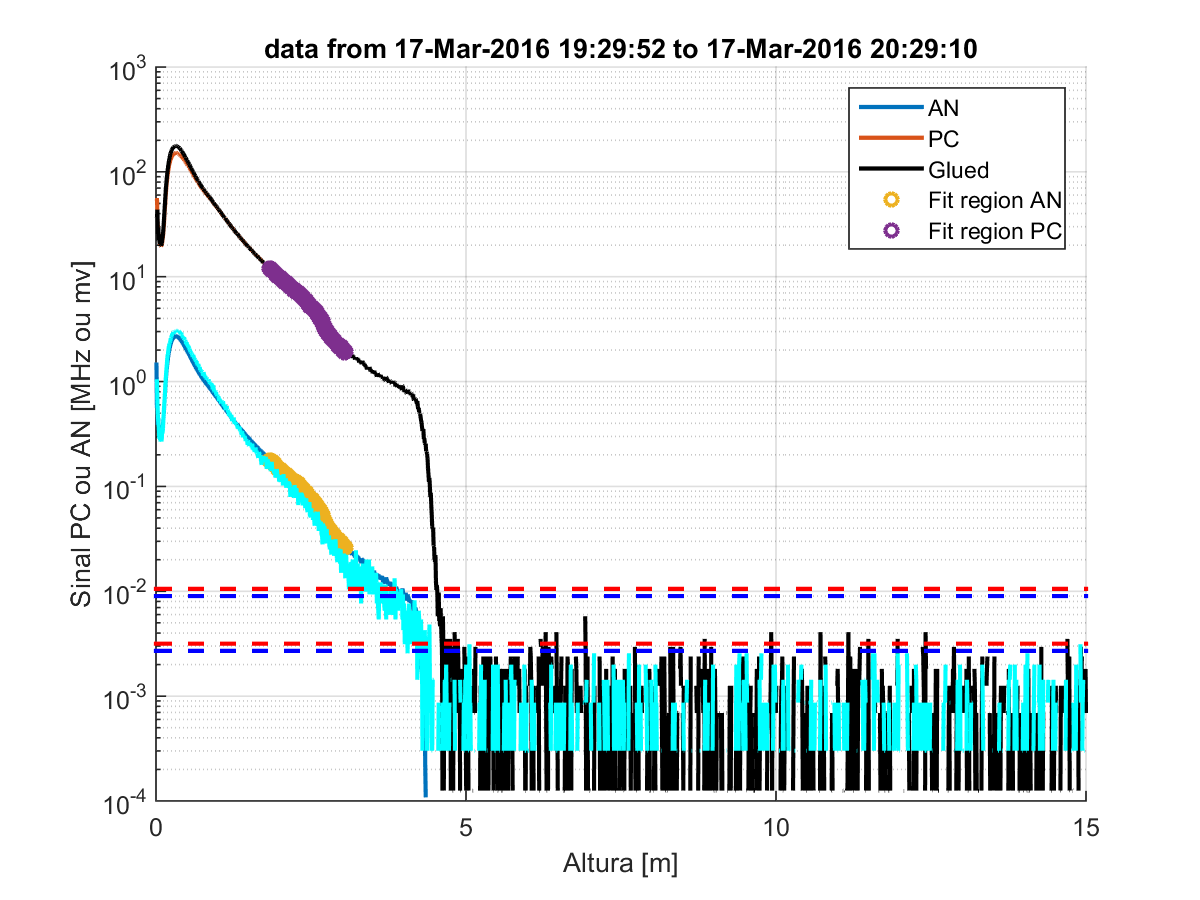 data from 17-Mar-2016 19:29:52 to 17-Mar-2016 20:29:10
Sinal PC ou AN [MHz ou mv]
10^3
10^2
10^1
10^0
10^-1
10^-2
10^-3
10^-4
AN
PC
Glued
Fit region AN
Fit region PC
0 5 10 15
Altura [m]